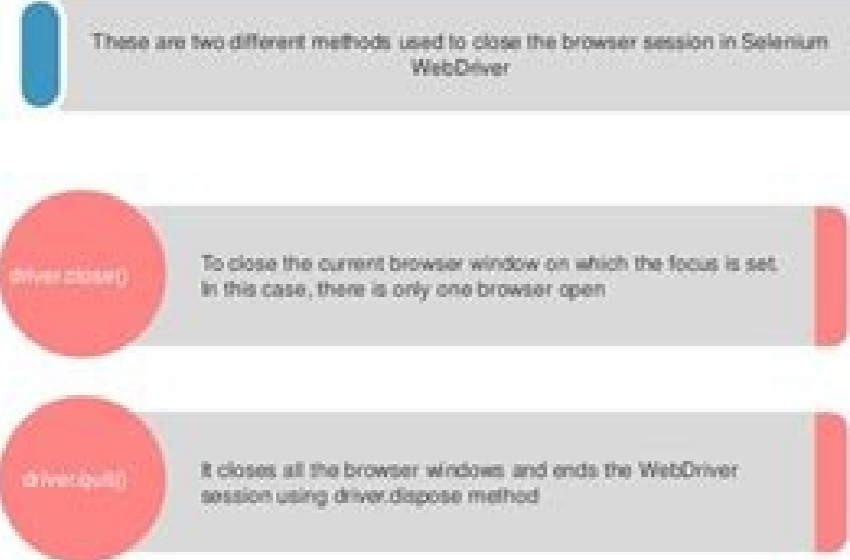 These are two different methods used to close the browser session in Selenium
WebDriver
driver.close()
To close the current browser window on which the focus is set.
In this case, there is only one browser open
driver.quit()
It closes all the browser windows and ends the WebDriver
session using driver.dispose method